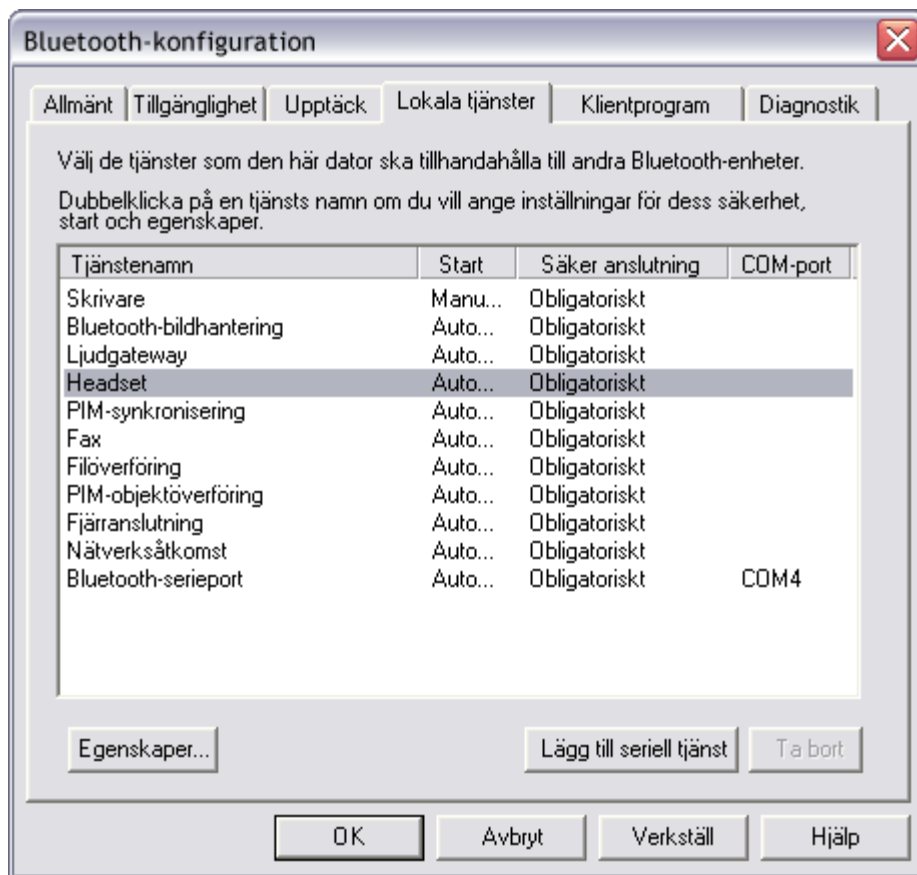 Bluetooth-konfiguration
Allmänt Tillgänglighet Upptäck Lokala tjänster Klientprogram Diagnostik
Välj de tjänster som den här dator ska tillhandahålla till andra Bluetooth-enheter.
Dubbelklicka på en tjänsts namn om du vill ange inställningar för dess säkerhet,
start och egenskaper.
Tjänstenamn Start Säker anslutning COM-port
Skrivare Manu... Obligatoriskt
Bluetooth-bildhantering Auto... Obligatoriskt
Ljudgateway Auto... Obligatoriskt
Headset Auto... Obligatoriskt
PIM-synkronisering Auto... Obligatoriskt
Fax Auto... Obligatoriskt
Filöverföring Auto... Obligatoriskt
PIM-objektöverföring Auto... Obligatoriskt
Fjärranslutning Auto... Obligatoriskt
Nätverksåtkomst Auto... Obligatoriskt
Bluetooth-serieport Auto... Obligatoriskt COM4
Egenskaper... Lägg till seriell tjänst Ta bort
OK Avbryt Verkställ Hjälp